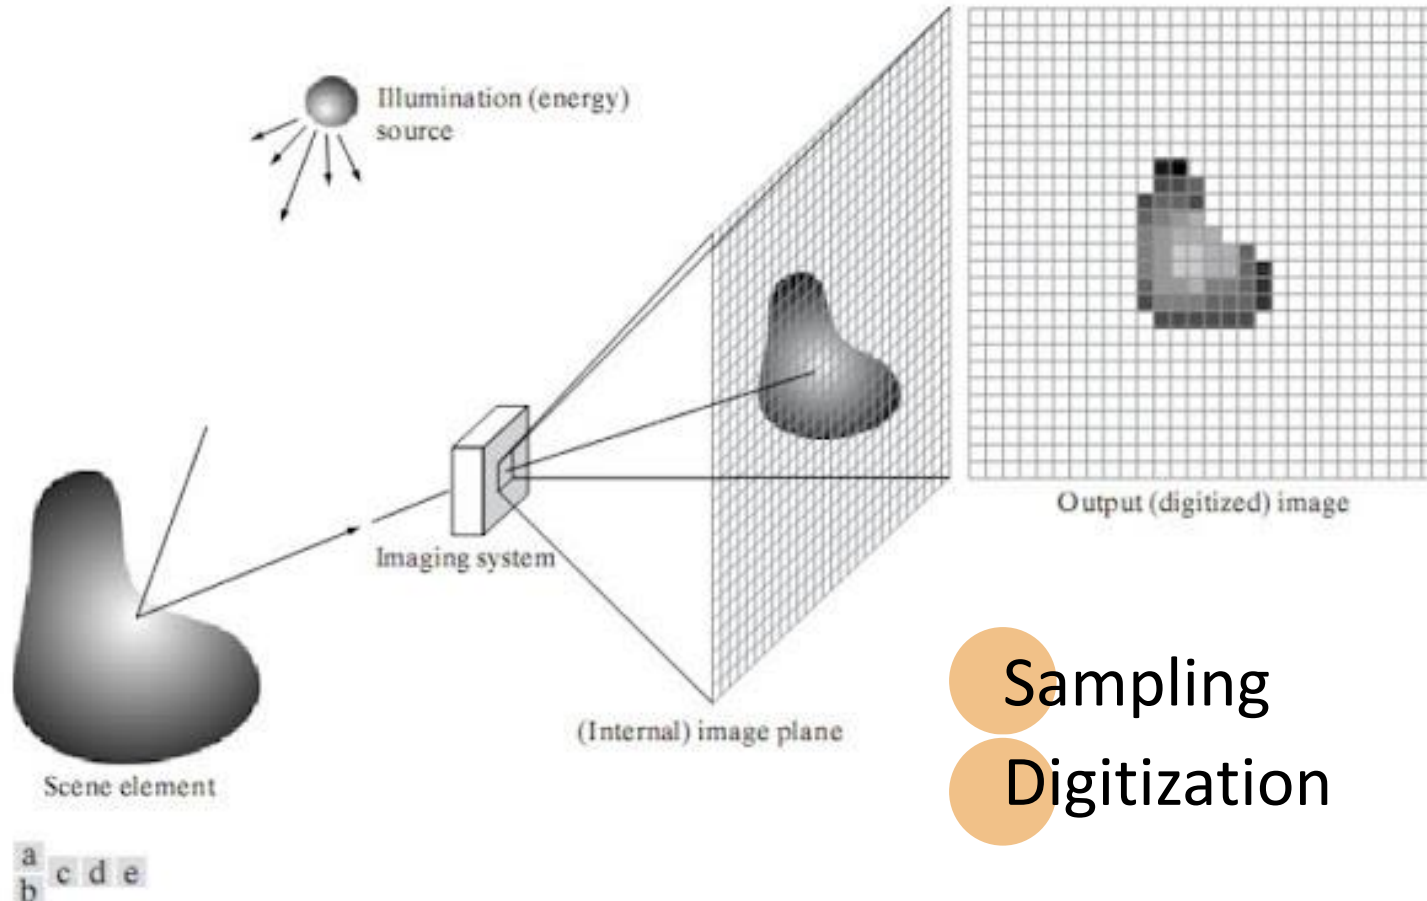 Illumination (energy)
source
Output (digitized) image
Imaging system
(Internal) image plane
Sampling
Digitization
Scene element
a
b
c d e